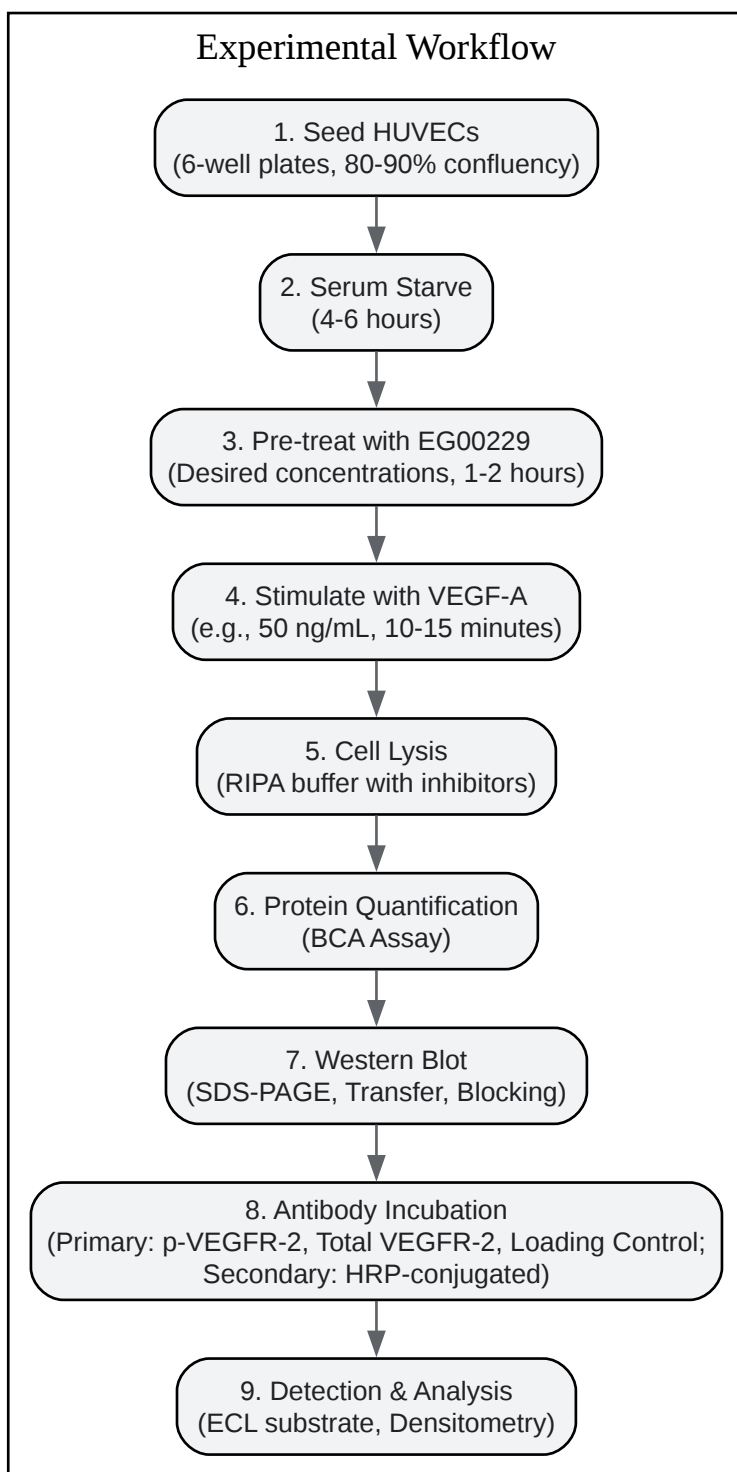 Experimental Workflow
1. Seed HUVECs
(6-well plates, 80-90% confluency)
2. Serum Starve
(4-6 hours)
3. Pre-treat with EG00229
(Desired concentrations, 1-2 hours)
4. Stimulate with VEGF-A
(e.g., 50 ng/mL, 10-15 minutes)
5. Cell Lysis
(RIPA buffer with inhibitors)
6. Protein Quantification
(BCA Assay)
7. Western Blot
(SDS-PAGE, Transfer, Blocking)
8. Antibody Incubation
(Primary: p-VEGFR-2, Total VEGFR-2, Loading Control;
Secondary: HRP-conjugated)
9. Detection & Analysis
(ECL substrate, Densitometry)